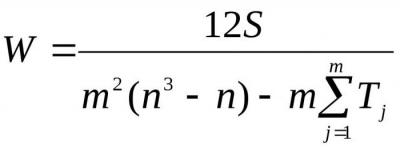 W = 12S / (m²(n³ - n) - m∑_{j=1}^{m} T_j)